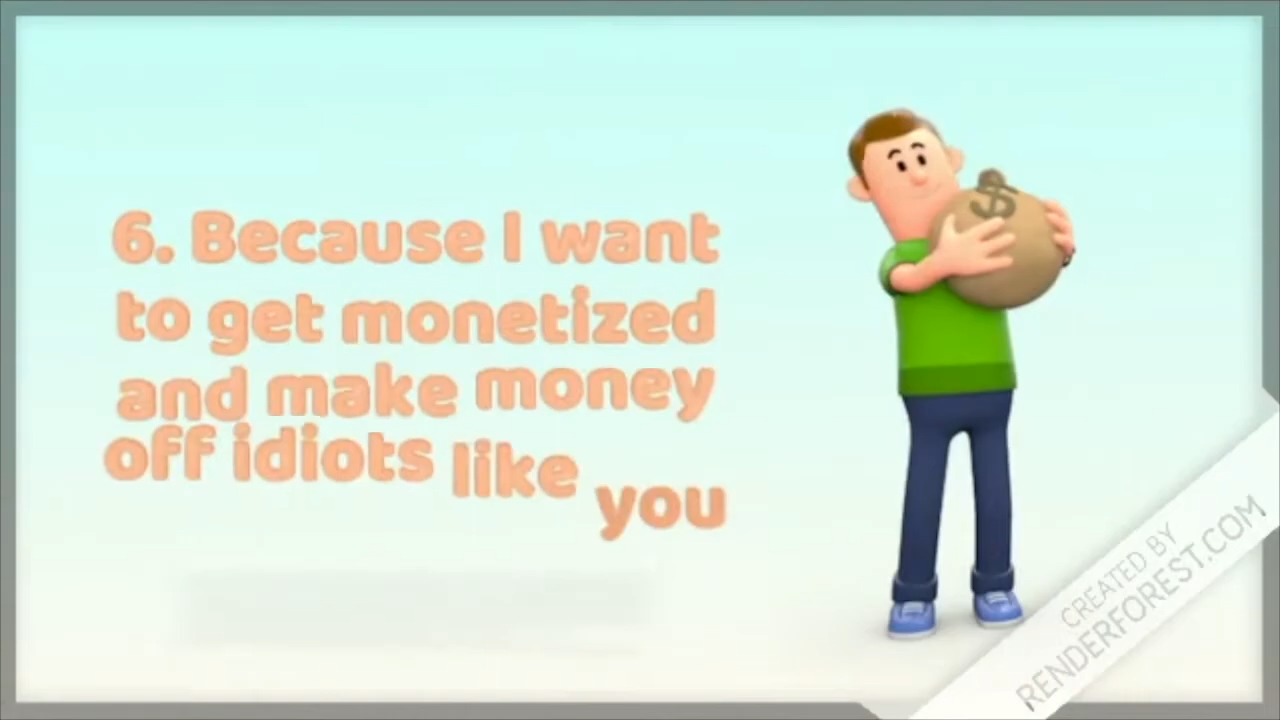 6. Because I want
to get monetized
and make money
off idiots like you
$
CREATED BY
RENDERFOREST.COM